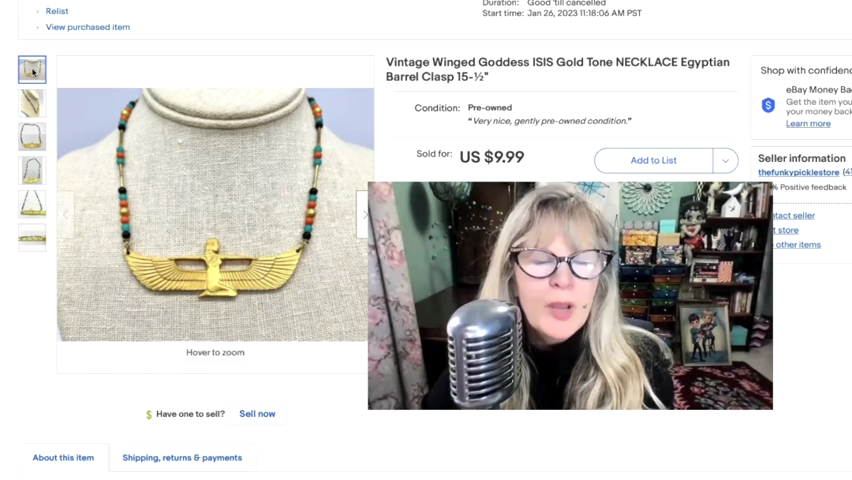 Relist
View purchased item
Duration: Good 'till cancelled
Start time: Jan 26, 2023 11:18:06 AM PST
Vintage Winged Goddess ISIS Gold Tone NECKLACE Egyptian
Barrel Clasp 15-½"
Condition: Pre-owned
“Very nice, gently pre-owned condition.”
Sold for: US $9.99
Add to List
Hover to zoom
$ Have one to sell? Sell now
About this item
Shipping, returns & payments
Shop with confidenc
eBay Money Ba
Get the item you
your money back
Learn more
Seller information
thefunkypicklestore (41
% Positive feedback
ntact seller
t store
other items